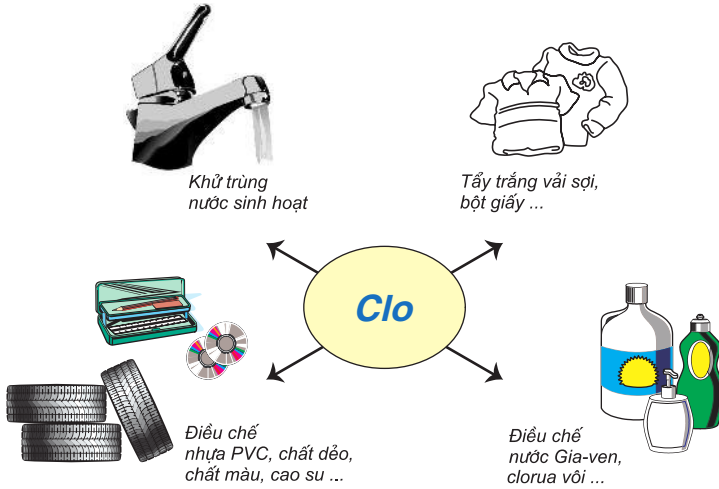 Khử trùng
nước sinh hoạt
Tẩy trắng vải sợi,
bột giấy ...
Clo
Điều chế
nhựa PVC, chất dẻo,
chất màu, cao su ...
Điều chế
nước Gia-ven,
clorua vôi ...